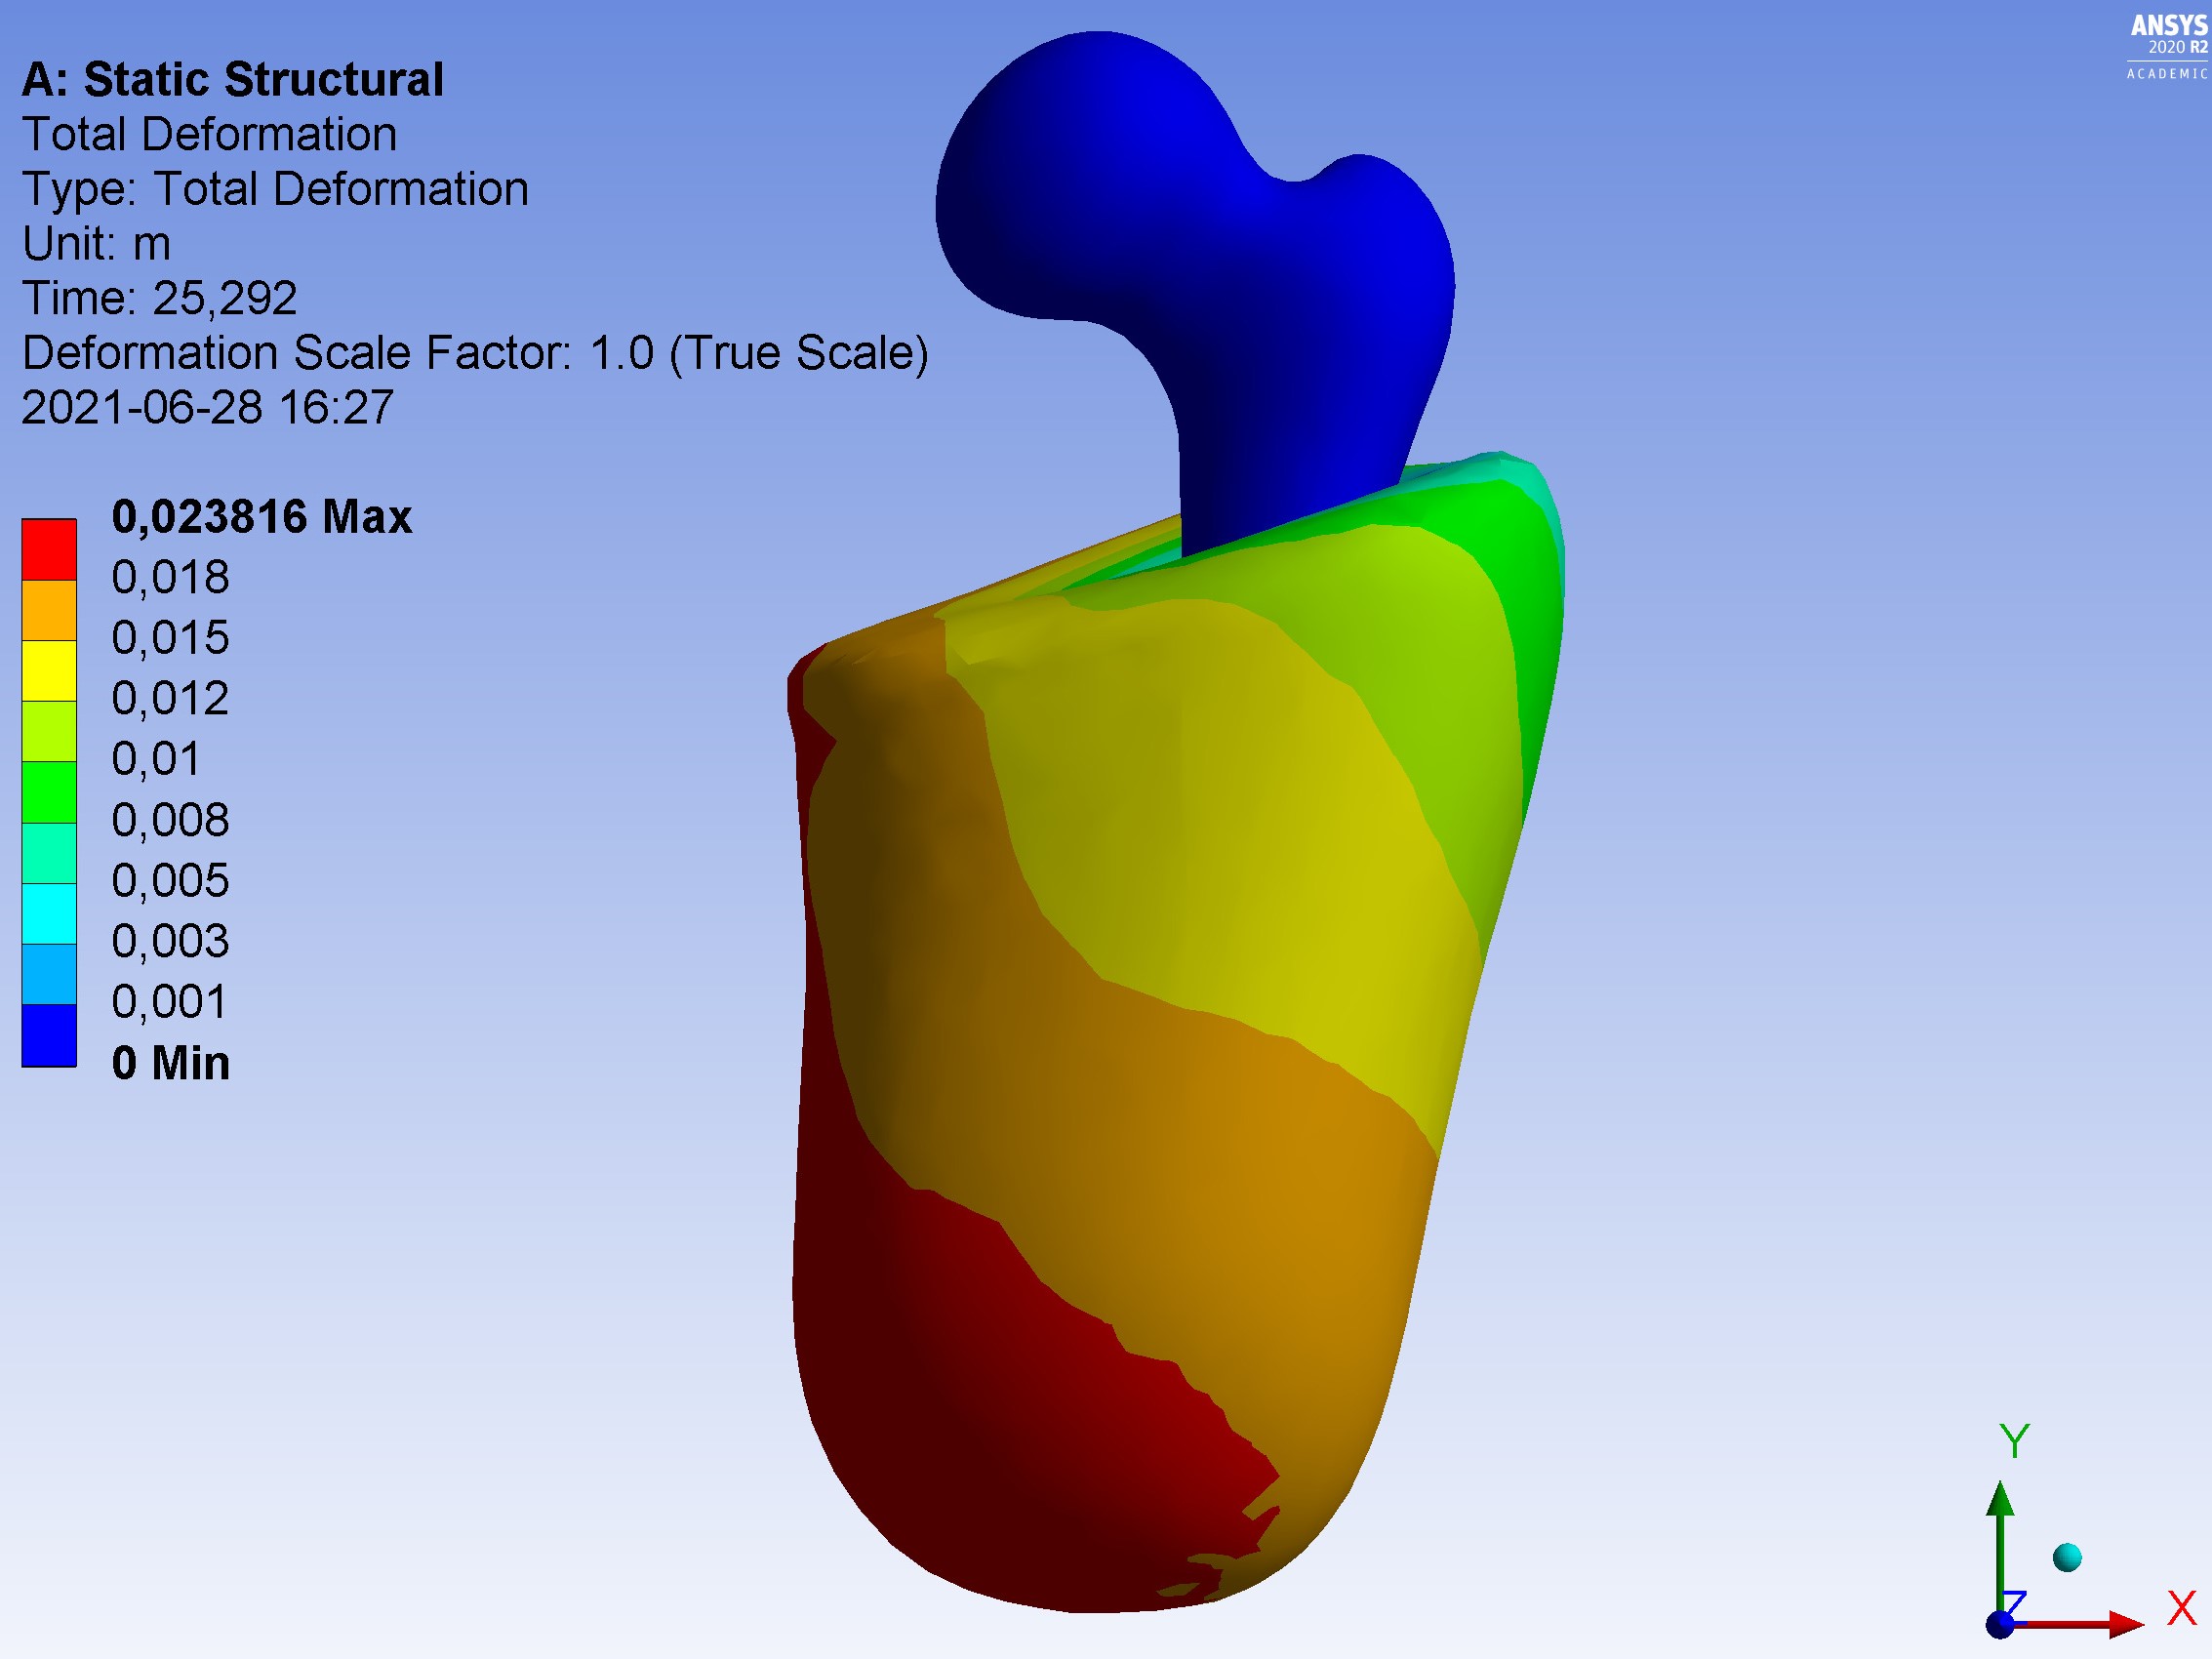 ANSYS
2020 R2
ACADEMIC
A: Static Structural
Total Deformation
Type: Total Deformation
Unit: m
Time: 25,292
Deformation Scale Factor: 1.0 (True Scale)
2021-06-28 16:27
0,023816 Max
0,018
0,015
0,012
0,01
0,008
0,005
0,003
0,001
0 Min
Y
Z
X